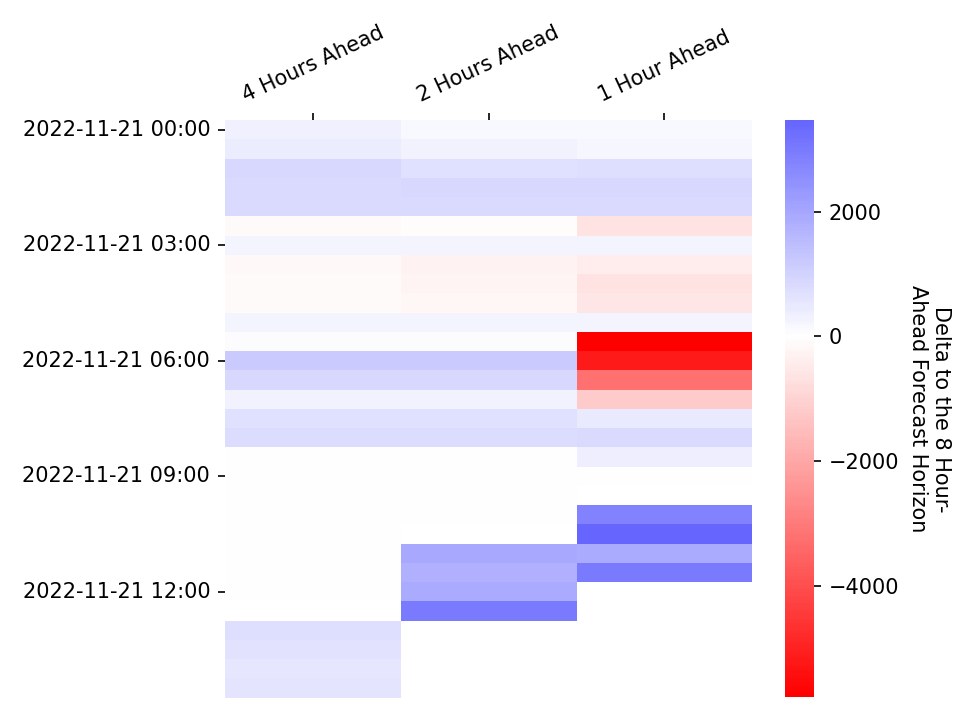 4 Hours Ahead
2 Hours Ahead
1 Hour Ahead
2022-11-21 00:00
2022-11-21 03:00
2022-11-21 06:00
2022-11-21 09:00
2022-11-21 12:00
2000
0
−2000
−4000
Delta to the 8 Hour-
Ahead Forecast Horizon